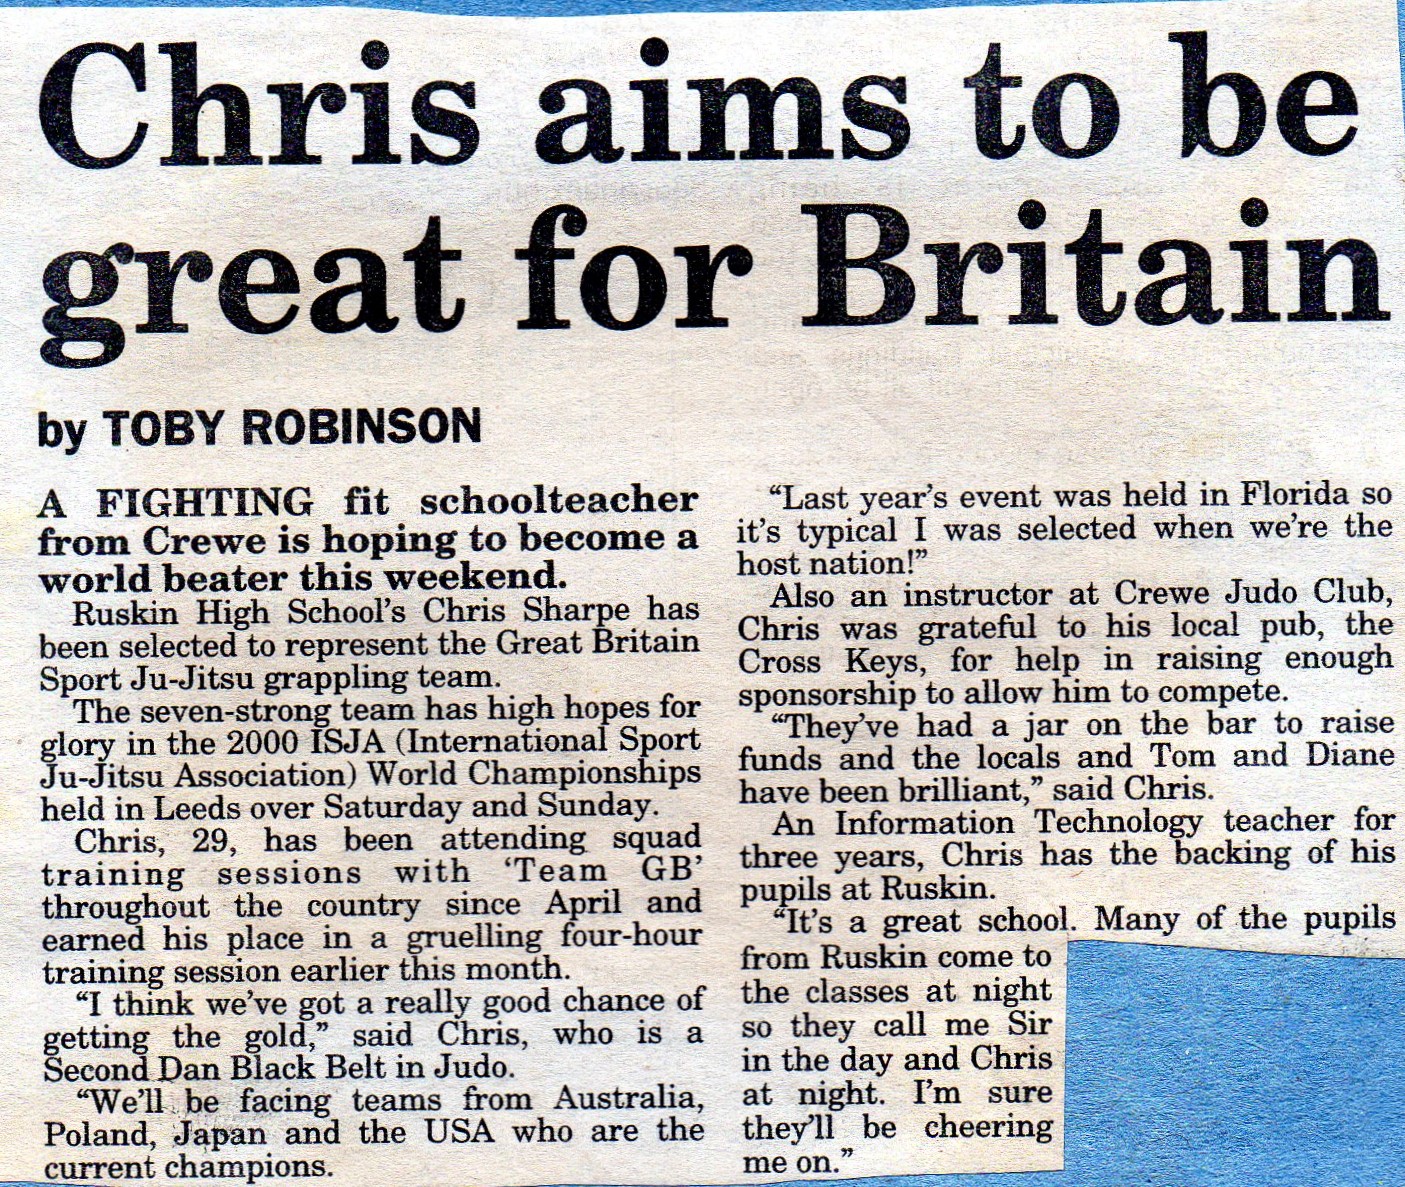 Chris aims to be
great for Britain
by TOBY ROBINSON
A FIGHTING fit schoolteacher
from Crewe is hoping to become a
world beater this weekend.
Ruskin High School's Chris Sharpe has
been selected to represent the Great Britain
Sport Ju-Jitsu grappling team.
The seven-strong team has high hopes for
glory in the 2000 ISJA (International Sport
Ju-Jitsu Association) World Championships
held in Leeds over Saturday and Sunday.
Chris, 29, has been attending squad
training sessions with ‘Team GB’
throughout the country since April and
earned his place in a gruelling four-hour
training session earlier this month.
“I think we've got a really good chance of
getting the gold,” said Chris, who is a
Second Dan Black Belt in Judo.
“We'll be facing teams from Australia,
Poland, Japan and the USA who are the
current champions.
“Last year's event was held in Florida so
it's typical I was selected when we're the
host nation!”
Also an instructor at Crewe Judo Club,
Chris was grateful to his local pub, the
Cross Keys, for help in raising enough
sponsorship to allow him to compete.
“They've had a jar on the bar to raise
funds and the locals and Tom and Diane
have been brilliant,” said Chris.
An Information Technology teacher for
three years, Chris has the backing of his
pupils at Ruskin.
“It's a great school. Many of the pupils
from Ruskin come to
the classes at night
so they call me Sir
in the day and Chris
at night. I'm sure
they'll be cheering
me on.”